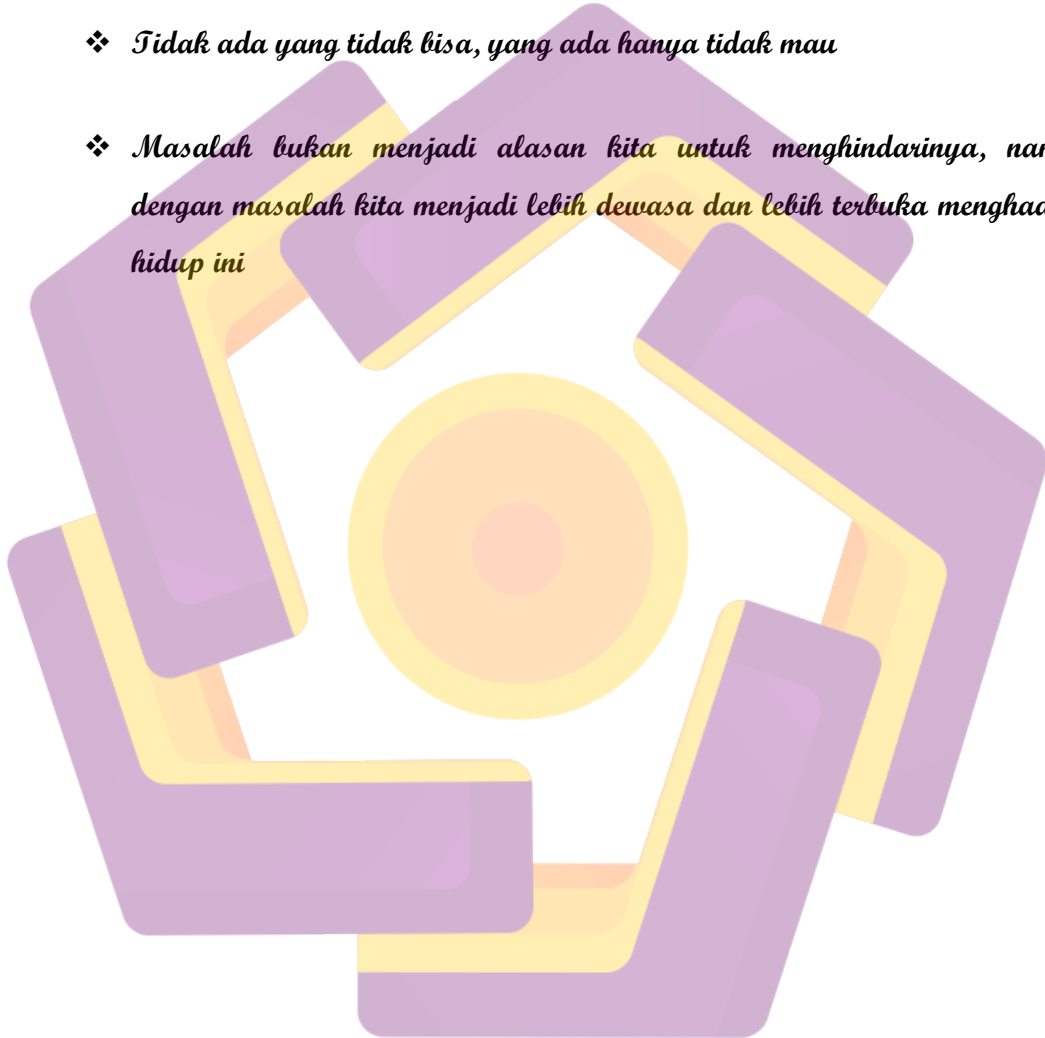 ❖ Tidak ada yang tidak bisa, yang ada hanya tidak mau
❖ Masalah bukan menjadi alasan kita untuk menghindarinya,
dengan masalah kita menjadi lebih dewasa dan lebih terbuka
hidup ini